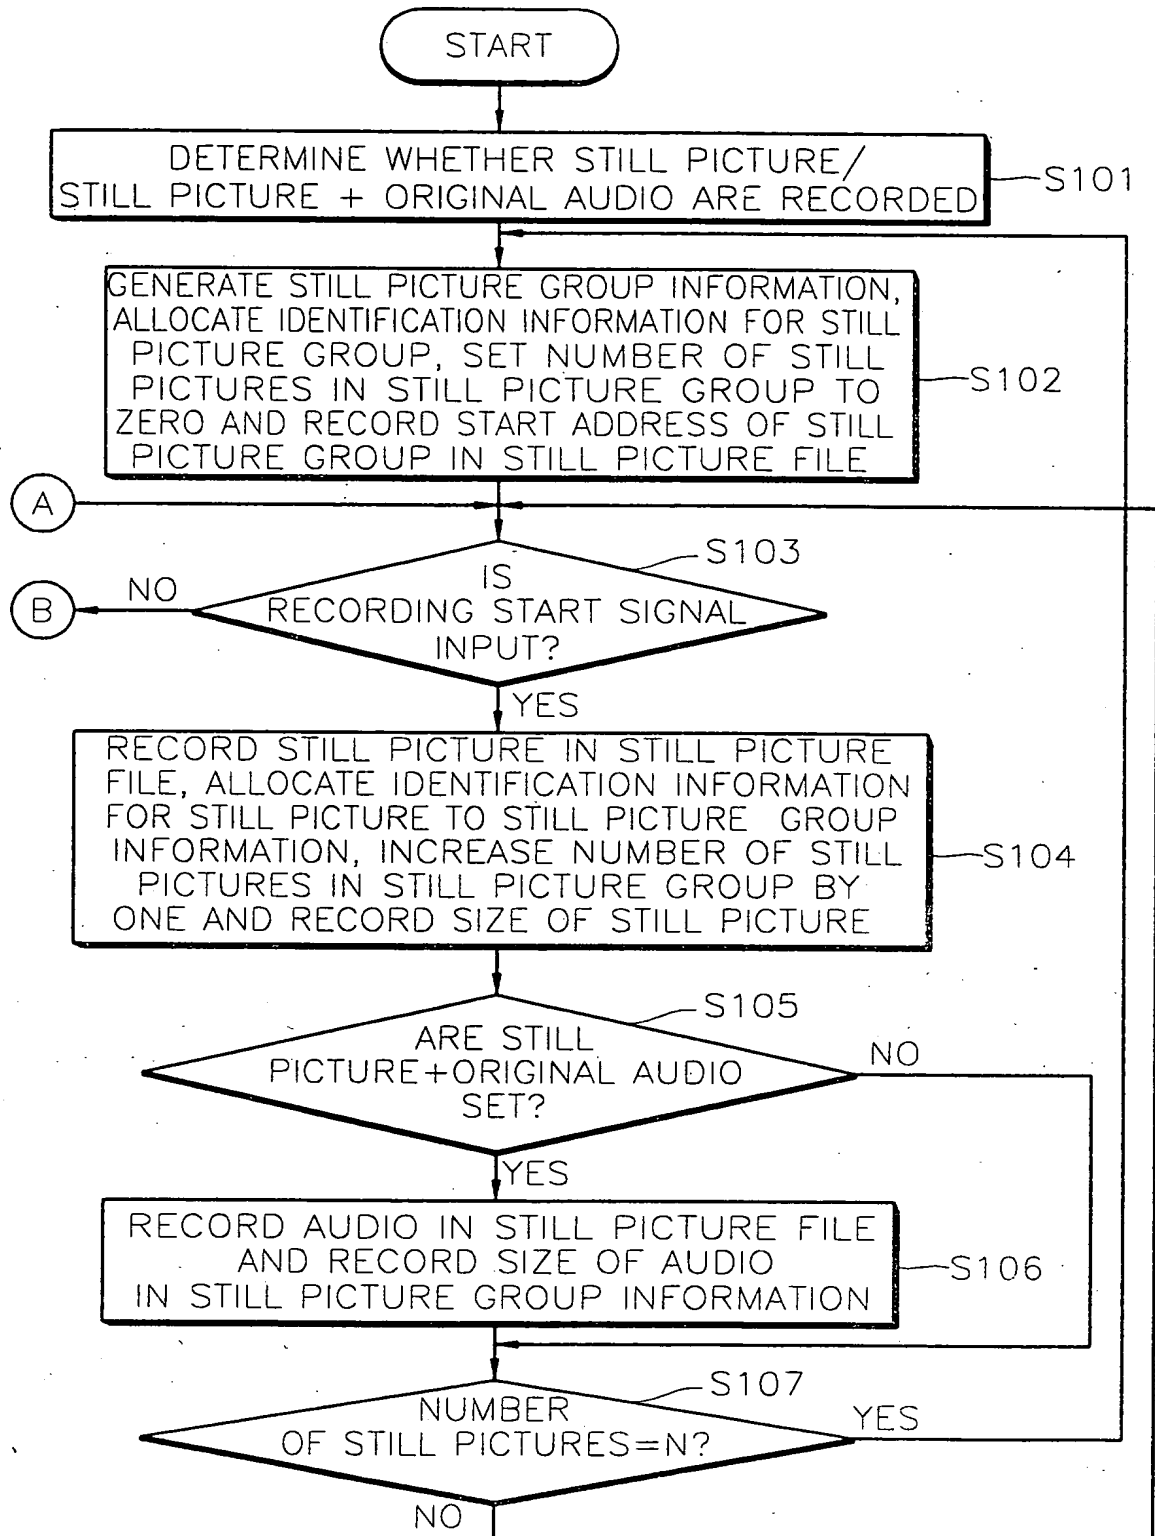 START
DETERMINE WHETHER STILL PICTURE/
STILL PICTURE + ORIGINAL AUDIO ARE RECORDED
S101
GENERATE STILL PICTURE GROUP INFORMATION,
ALLOCATE IDENTIFICATION INFORMATION FOR STILL
PICTURE GROUP, SET NUMBER OF STILL
PICTURES IN STILL PICTURE GROUP TO
ZERO AND RECORD START ADDRESS OF STILL
PICTURE GROUP IN STILL PICTURE FILE
S102
A
S103
IS
RECORDING START SIGNAL
INPUT?
NO
B
YES
RECORD STILL PICTURE IN STILL PICTURE
FILE, ALLOCATE IDENTIFICATION INFORMATION
FOR STILL PICTURE TO STILL PICTURE GROUP
INFORMATION, INCREASE NUMBER OF STILL
PICTURES IN STILL PICTURE GROUP BY
ONE AND RECORD SIZE OF STILL PICTURE
S104
S105
ARE STILL
PICTURE+ORIGINAL AUDIO
SET?
NO
YES
RECORD AUDIO IN STILL PICTURE FILE
AND RECORD SIZE OF AUDIO
IN STILL PICTURE GROUP INFORMATION
S106
S107
NUMBER
OF STILL PICTURES=N?
YES
NO